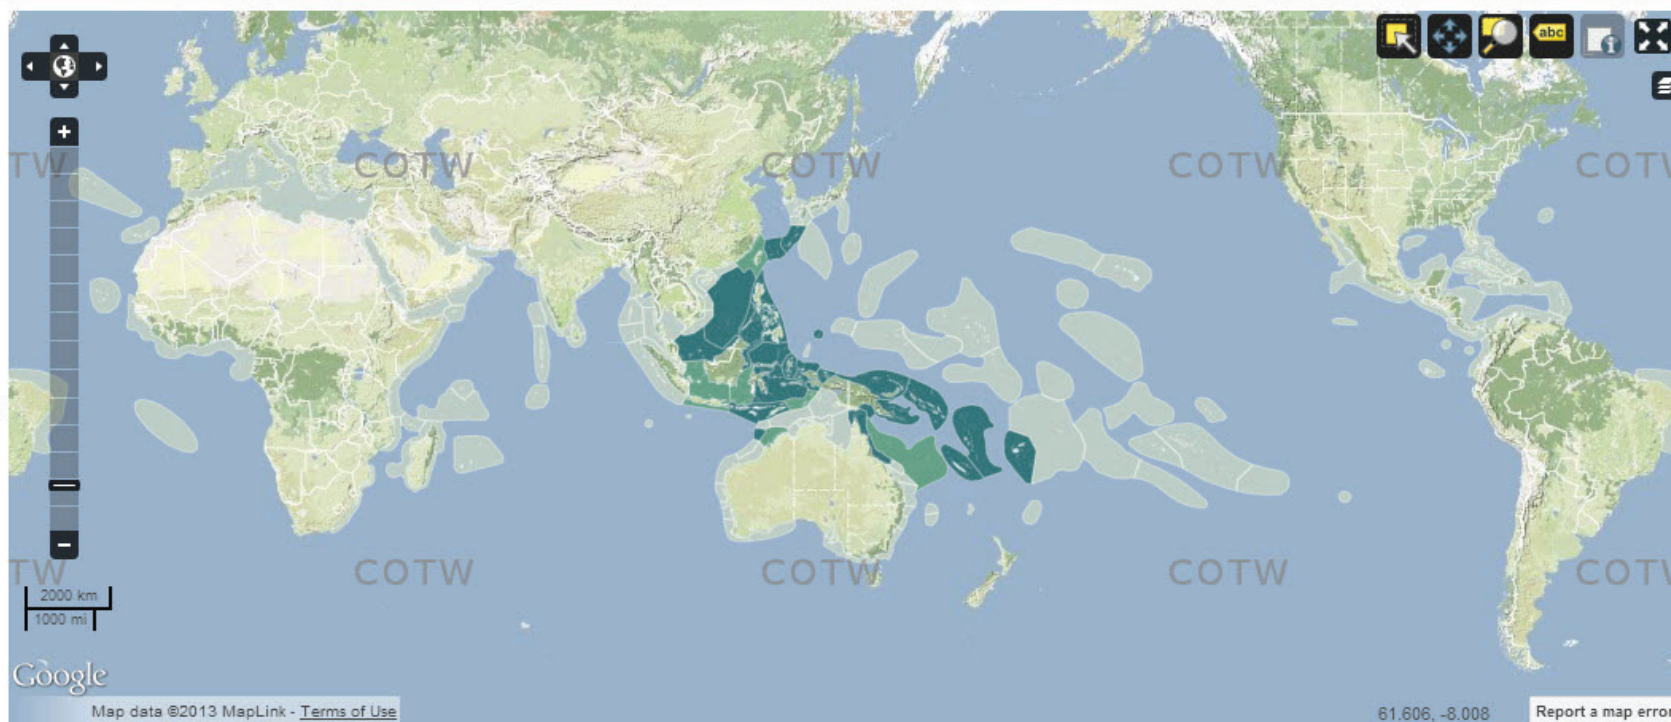 abc
i
TW COTW COTW COTW COTW
TW COTW COTW COTW COTW
2000 km
1000 mi
Google
Map data ©2013 MapLink - Terms of Use
61.606, -8.008
Report a map error